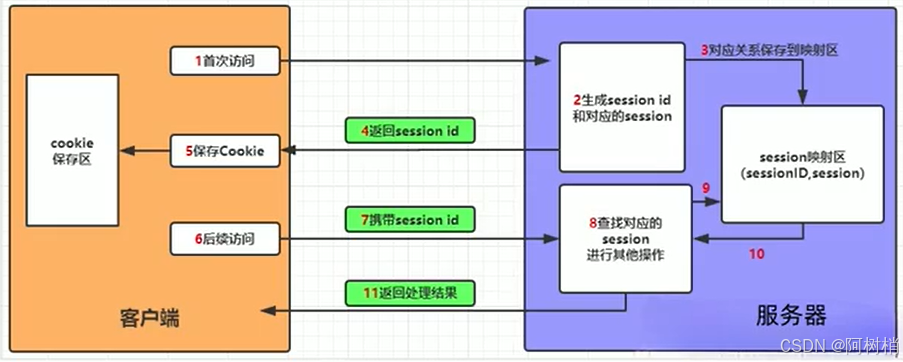 1首次访问
3对应关系保存到映射区
2生成session id
和对应的session
4返回session id
cookie
保存区
5保存Cookie
session映射区
(sessionID,session)
9
7携带session id
6后续访问
8查找对应的
session
进行其他操作
10
11返回处理结果
客户端
服务器
CSDN @阿树梢